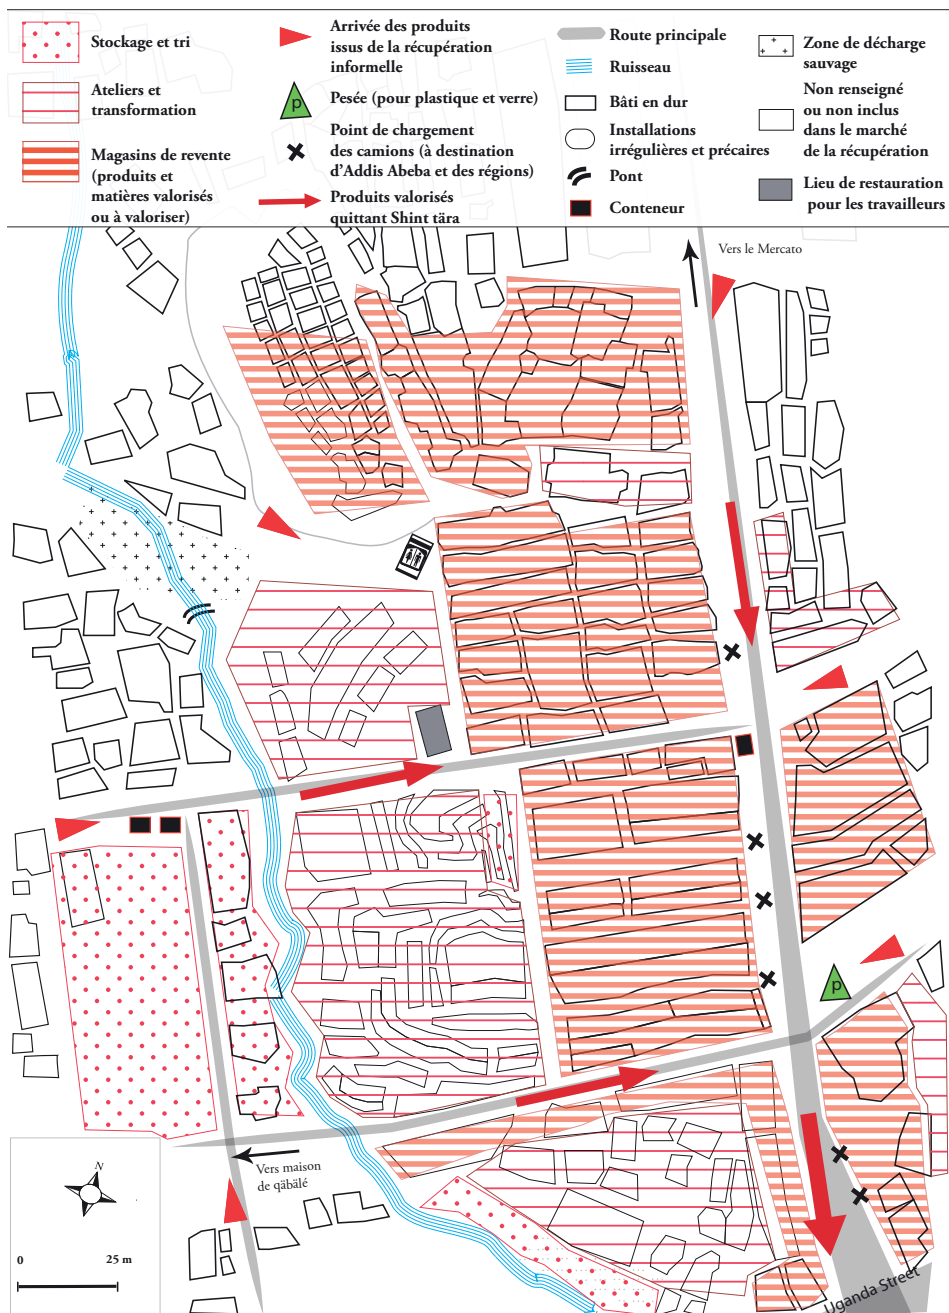 Stockage et tri
Ateliers et
transformation
Magasins de revente
(produits et
matières valorisés
ou à valoriser)
Arrivée des produits
issus de la récupération
informelle
P
Pesée (pour plastique et verre)
Point de chargement
des camions (à destination
d'Addis Abeba et des régions)
Produits valorisés
quittant Shint tära
Route principale
Ruisseau
Bâti en dur
Installations
irrégulières et précaires
Pont
Conteneur
Zone de décharge
sauvage
Non renseigné
ou non inclus
dans le marché
de la récupération
Lieu de restauration
pour les travailleurs
Vers le Mercato
P
Vers maison
de qäbälé
N
0 25 m
Uganda Street